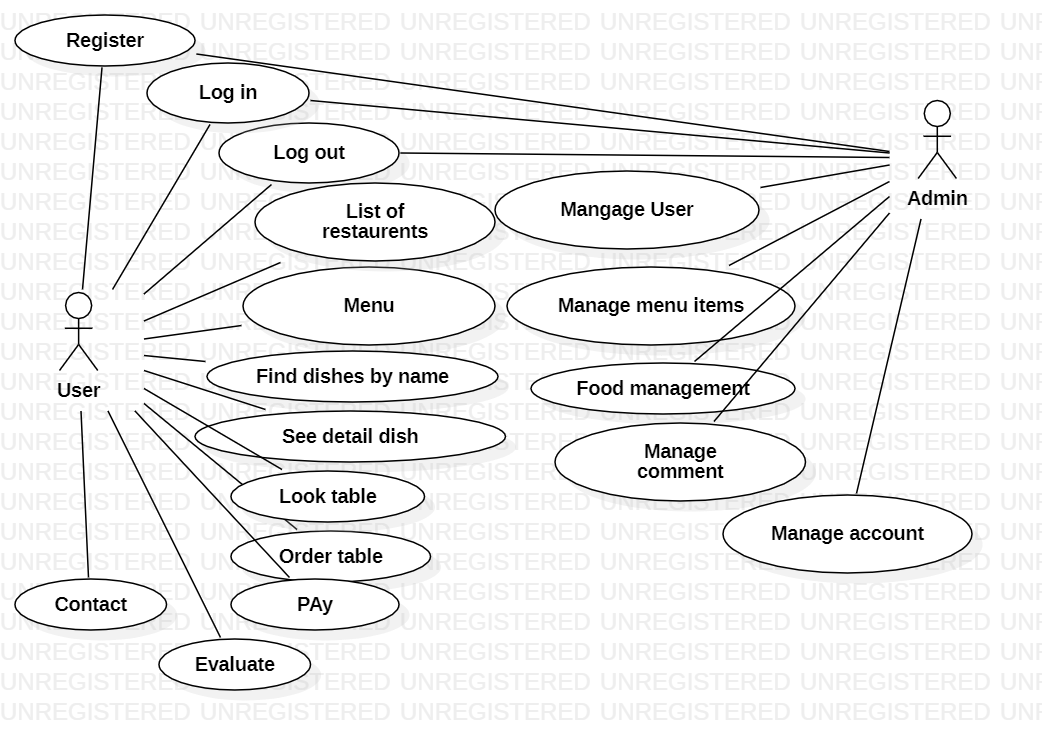 Register
Log in
Log out
List of
restaurents
Mangage User
Admin
Menu
Manage menu items
Find dishes by name
Food management
User
See detail dish
Manage
comment
Look table
Manage account
Order table
Contact
PAy
Evaluate
UNREGISTERED